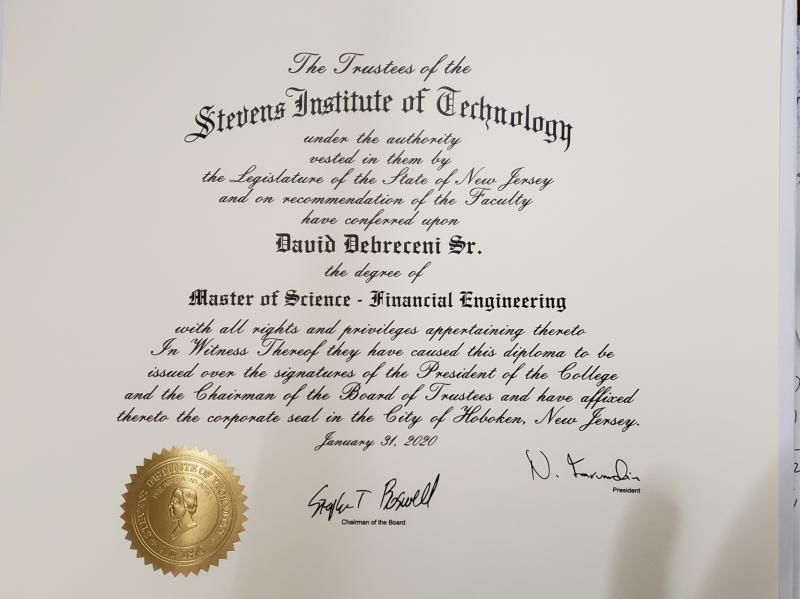 The Trustees of the
Stevens Institute of Technology
under the authority
vested in them by
the Legislature of the State of New Jersey
and on recommendation of the Faculty
have conferred upon
David Debreceni Sr.
the degree of
Master of Science - Financial Engineering
with all rights and privileges appertaining thereto
In Witness Thereof they have caused this diploma to be
issued over the signatures of the President of the College
and the Chairman of the Board of Trustees and have affixed
thereto the corporate seal in the City of Hoboken, New Jersey.
January 31, 2020
STEVENS INSTITUTE OF TECHNOLOGY
Chairman of the Board
N.
President